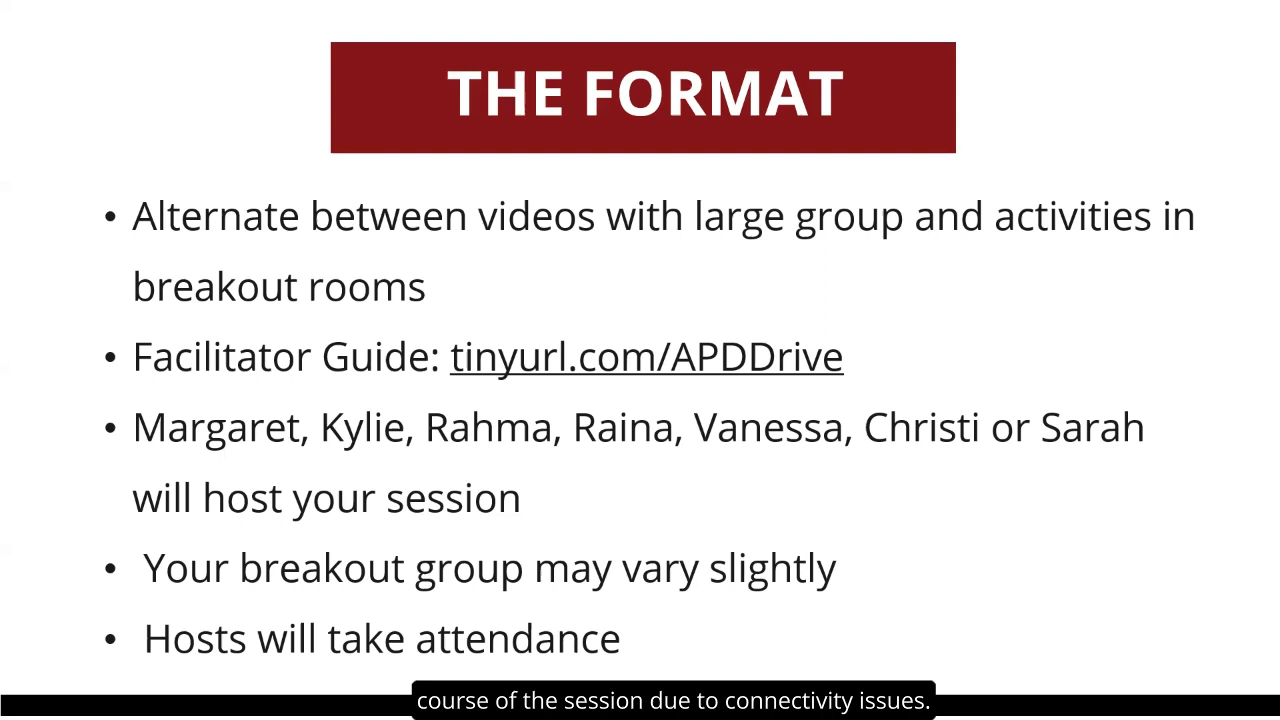 THE FORMAT
• Alternate between videos with large group and activities in
breakout rooms
• Facilitator Guide: tinyurl.com/APDDrive
• Margaret, Kylie, Rahma, Raina, Vanessa, Christi or Sarah
will host your session
• Your breakout group may vary slightly
• Hosts will take attendance
course of the session due to connectivity issues.